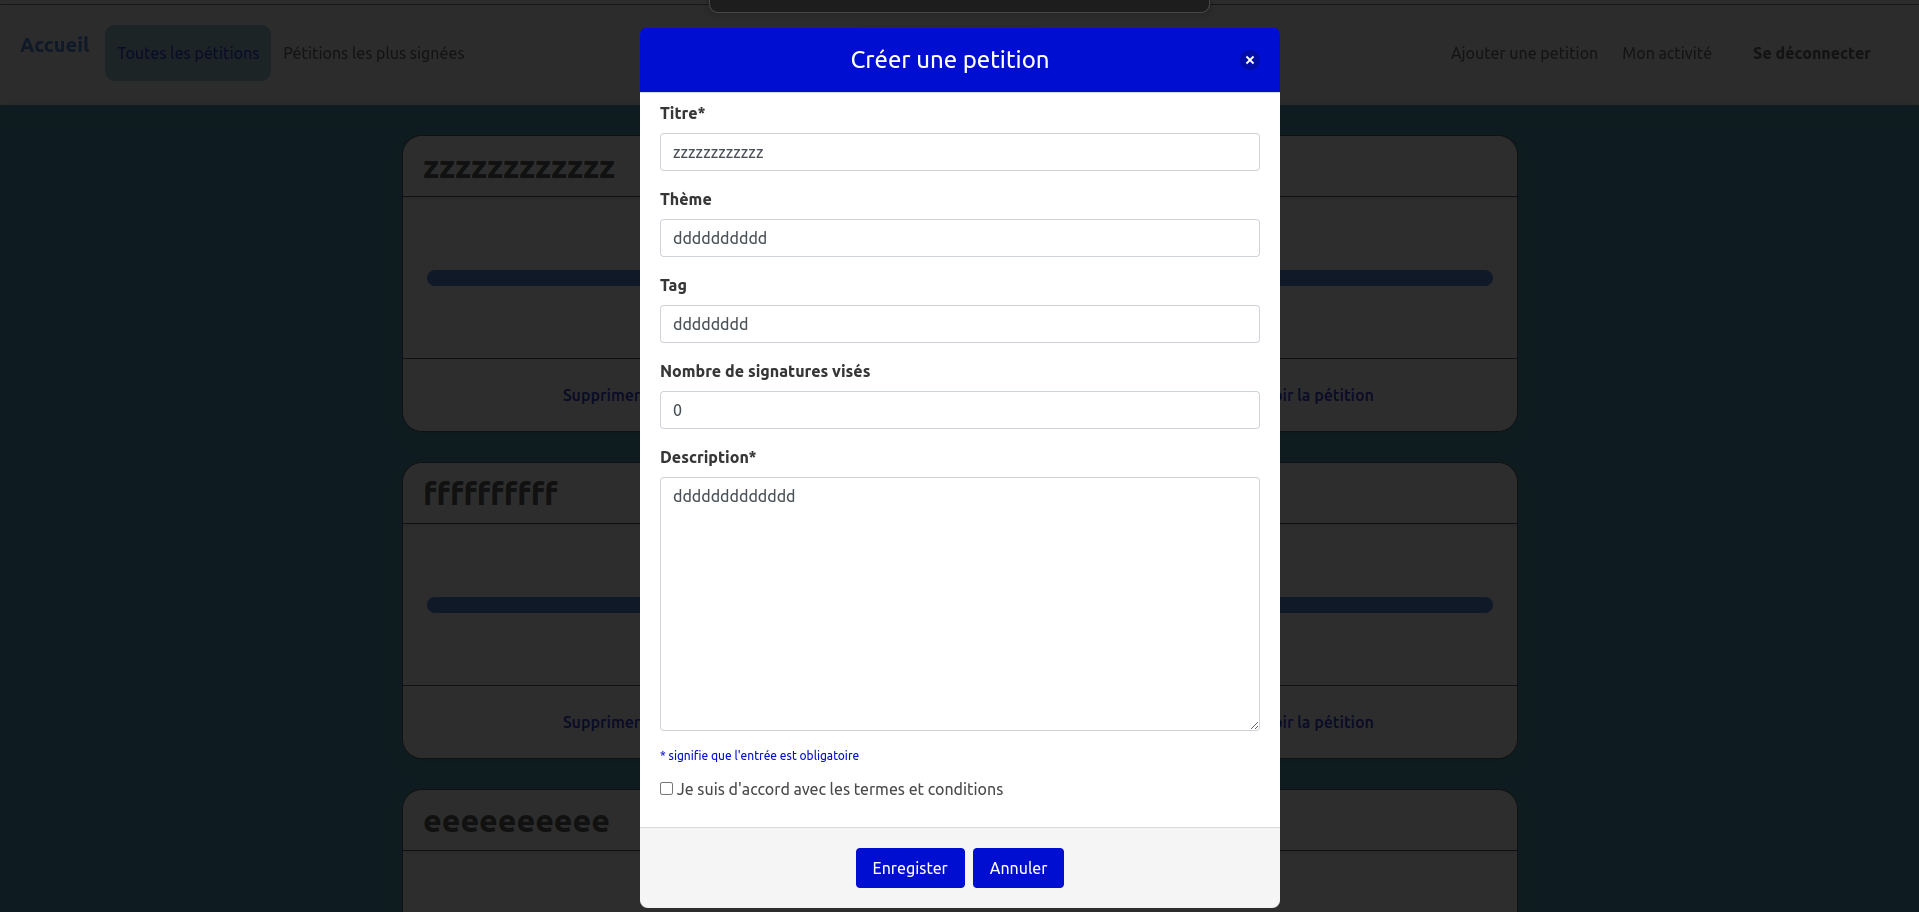 Accueil
Toutes les pétitions
Pétitions les plus signées
Ajouter une petition
Mon activité
Se déconnecter
Créer une petition
×
Titre*
zzzzzzzzzzzz
Thème
dddddddddd
Tag
dddddddd
Nombre de signatures visés
0
Description*
ddddddddddddd
* signifie que l'entrée est obligatoire
Je suis d'accord avec les termes et conditions
Enregister
Annuler
zzzzzzzzzzzz
Supprimer
ir la pétition
ffffffffff
Supprimer
ir la pétition
eeeeeeeeee